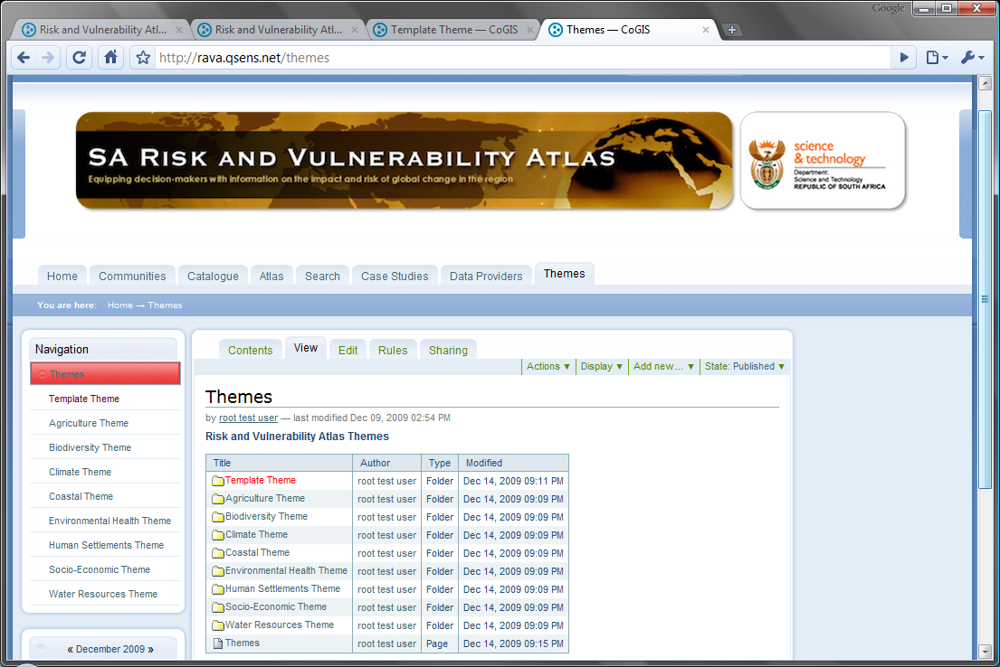 Google
Risk and Vulnerability Atl...
Risk and Vulnerability Atl...
Template Theme — CoGIS
Themes — CoGIS
http://rava.qsens.net/themes
SA Risk and Vulnerability Atlas
Equipping decision-makers with information on the impact and risk of global change in the region
science
& technology
Department:
Science and Technology
REPUBLIC OF SOUTH AFRICA
Home Communities Catalogue Atlas Search Case Studies Data Providers Themes
You are here: Home → Themes
Navigation
Themes
Template Theme
Agriculture Theme
Biodiversity Theme
Climate Theme
Coastal Theme
Environmental Health Theme
Human Settlements Theme
Socio-Economic Theme
Water Resources Theme
« December 2009 »
Contents View Edit Rules Sharing
Actions ▼ Display ▼ Add new... ▼ State: Published ▼
Themes
by root test user — last modified Dec 09, 2009 02:54 PM
Risk and Vulnerability Atlas Themes
Title Author Type Modified
Template Theme root test user Folder Dec 14, 2009 09:11 PM
Agriculture Theme root test user Folder Dec 14, 2009 09:09 PM
Biodiversity Theme root test user Folder Dec 14, 2009 09:09 PM
Climate Theme root test user Folder Dec 14, 2009 09:09 PM
Coastal Theme root test user Folder Dec 14, 2009 09:09 PM
Environmental Health Theme root test user Folder Dec 14, 2009 09:09 PM
Human Settlements Theme root test user Folder Dec 14, 2009 09:09 PM
Socio-Economic Theme root test user Folder Dec 14, 2009 09:09 PM
Water Resources Theme root test user Folder Dec 14, 2009 09:09 PM
Themes root test user Page Dec 14, 2009 09:15 PM